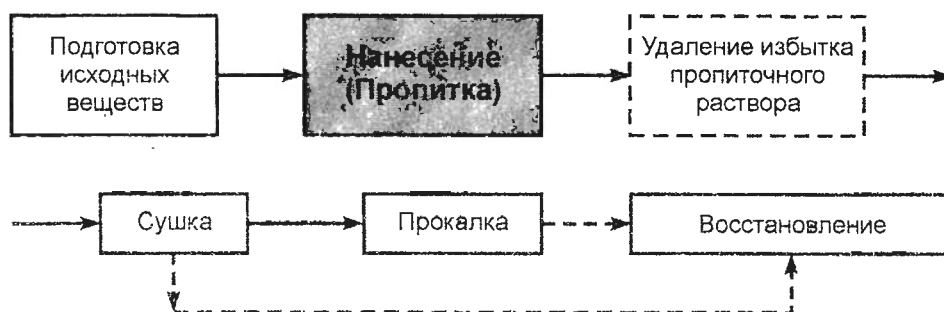 Подготовка
исходных
веществ
Нанесение
(Пропитка)
Удаление избытка
пропиточного
раствора
Сушка
Прокалка
Восстановление